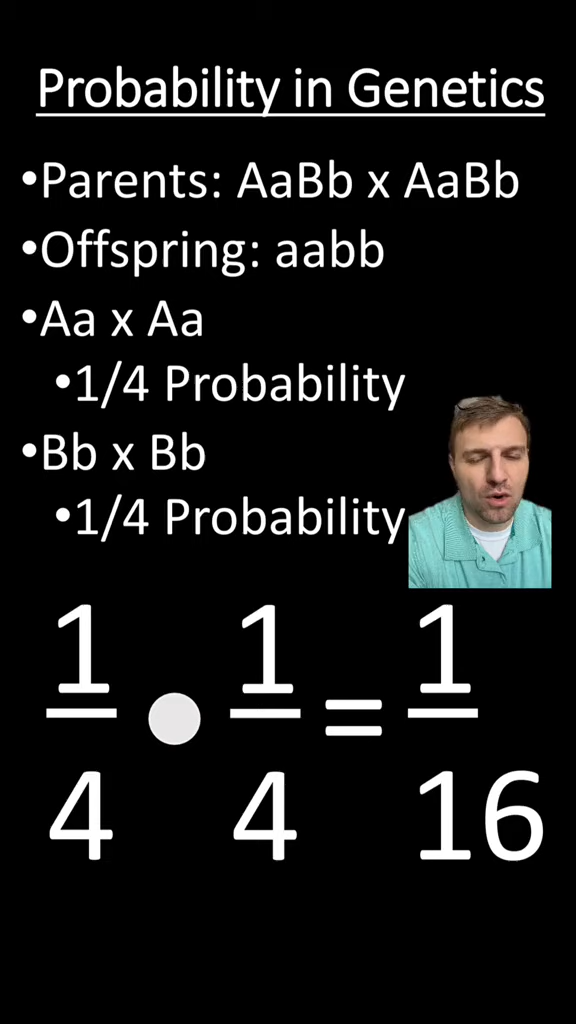 Probability in Genetics
•Parents: AaBb x AaBb
•Offspring: aabb
•Aa x Aa
•1/4 Probability
•Bb x Bb
•1/4 Probability
1/4 • 1/4 = 1/16